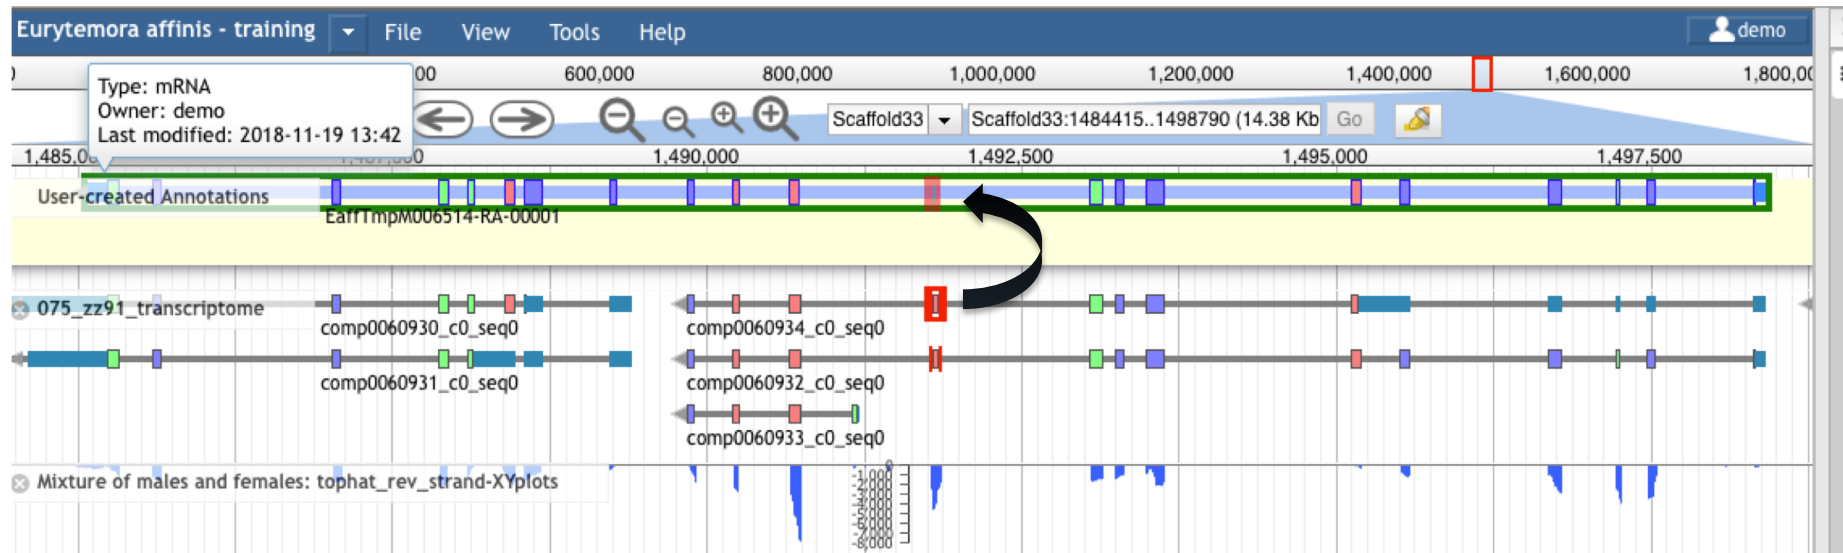 Eurytemora affinis - training File View Tools Help demo
600,000 800,000 1,000,000 1,200,000 1,400,000 1,600,000
Type: mRNA
Owner: demo
Last modified: 2018-11-19 13:42
Scaffold33 Scaffold33:1484415..1498790 (14.38 Kb Go
1,490,000 1,492,500 1,495,000 1,497,500
User-created Annotations
EaffTmpM006514-RA-00001
075_zz91_transcriptome
comp0060930_c0_seq0 comp0060934_c0_seq0
comp0060931_c0_seq0 comp0060932_c0_seq0
comp0060933_c0_seq0
Mixture of males and females: tophat_rev_strand-XYplots